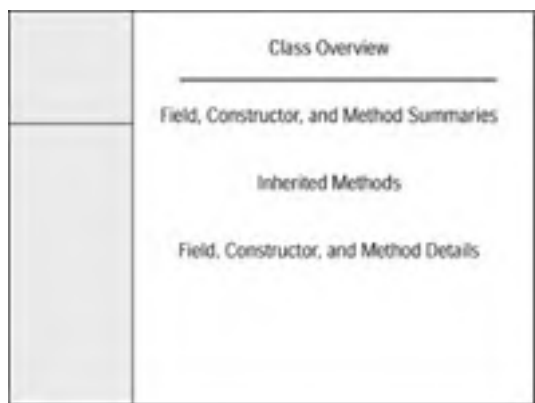 Class Overview
Field, Constructor, and Method Summaries
Inherited Methods
Field, Constructor, and Method Details